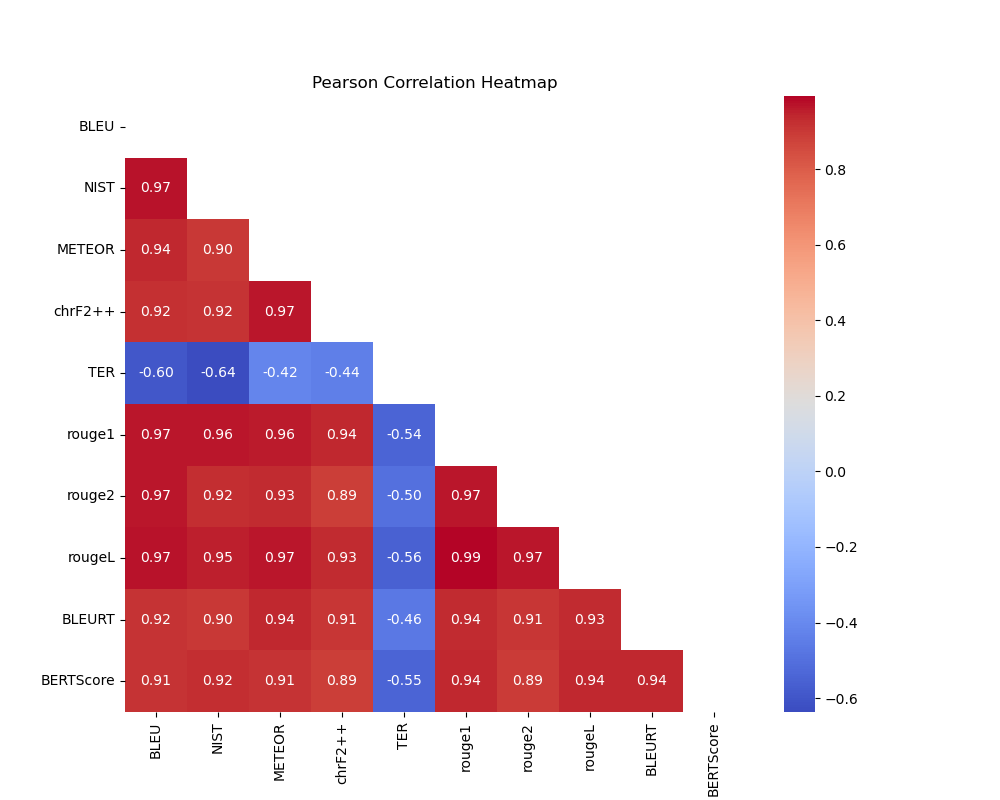 Pearson Correlation Heatmap
BLEU
NIST 0.97
METEOR 0.94 0.90
chrF2++ 0.92 0.92 0.97
TER -0.60 -0.64 -0.42 -0.44
rouge1 0.97 0.96 0.96 0.94 -0.54
rouge2 0.97 0.92 0.93 0.89 -0.50 0.97
rougeL 0.97 0.95 0.97 0.93 -0.56 0.99 0.97
BLEURT 0.92 0.90 0.94 0.91 -0.46 0.94 0.91 0.93
BERTScore 0.91 0.92 0.91 0.89 -0.55 0.94 0.89 0.94 0.94
BLEU NIST METEOR chrF2++ TER rouge1 rouge2 rougeL BLEURT BERTScore
0.8
0.6
0.4
0.2
0.0
−0.2
−0.4
−0.6